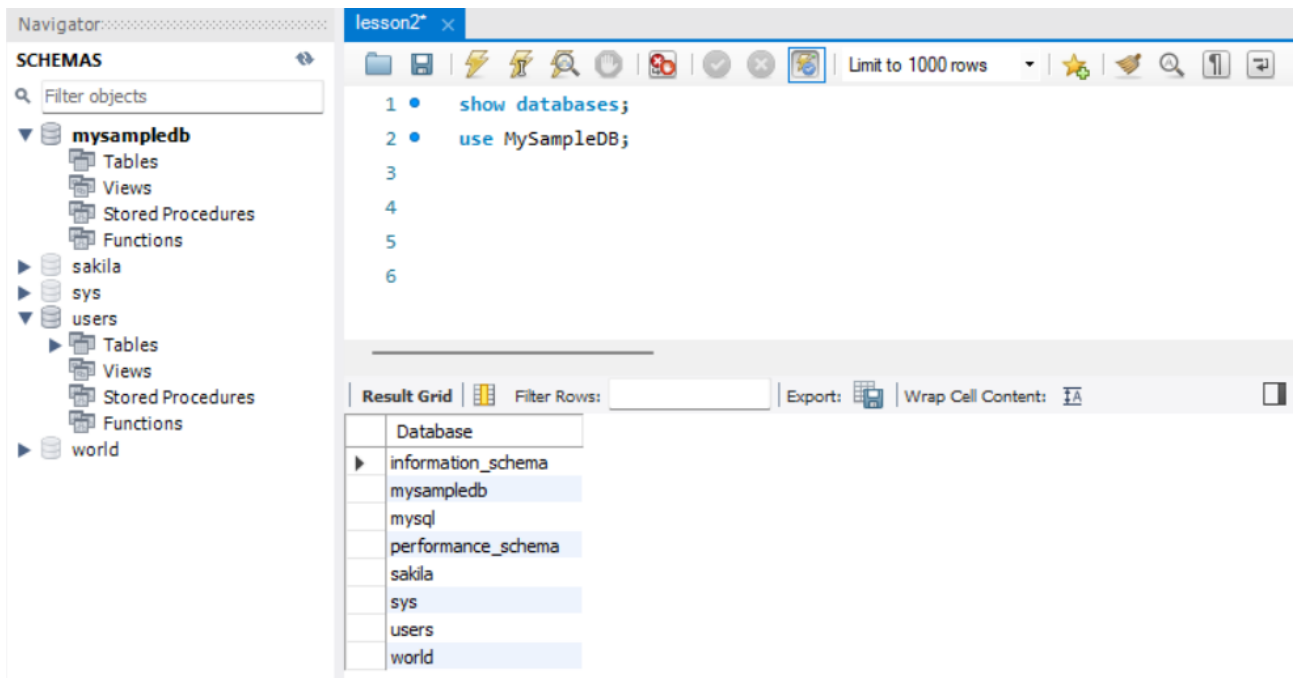 Navigator
SCHEMAS
Filter objects
mysampledb
Tables
Views
Stored Procedures
Functions
sakila
sys
users
Tables
Views
Stored Procedures
Functions
world
lesson2*
Limit to 1000 rows
1 show databases;
2 use MySampleDB;
3
4
5
6
Result Grid Filter Rows: Export: Wrap Cell Content:
Database
information_schema
mysampledb
mysql
performance_schema
sakila
sys
users
world